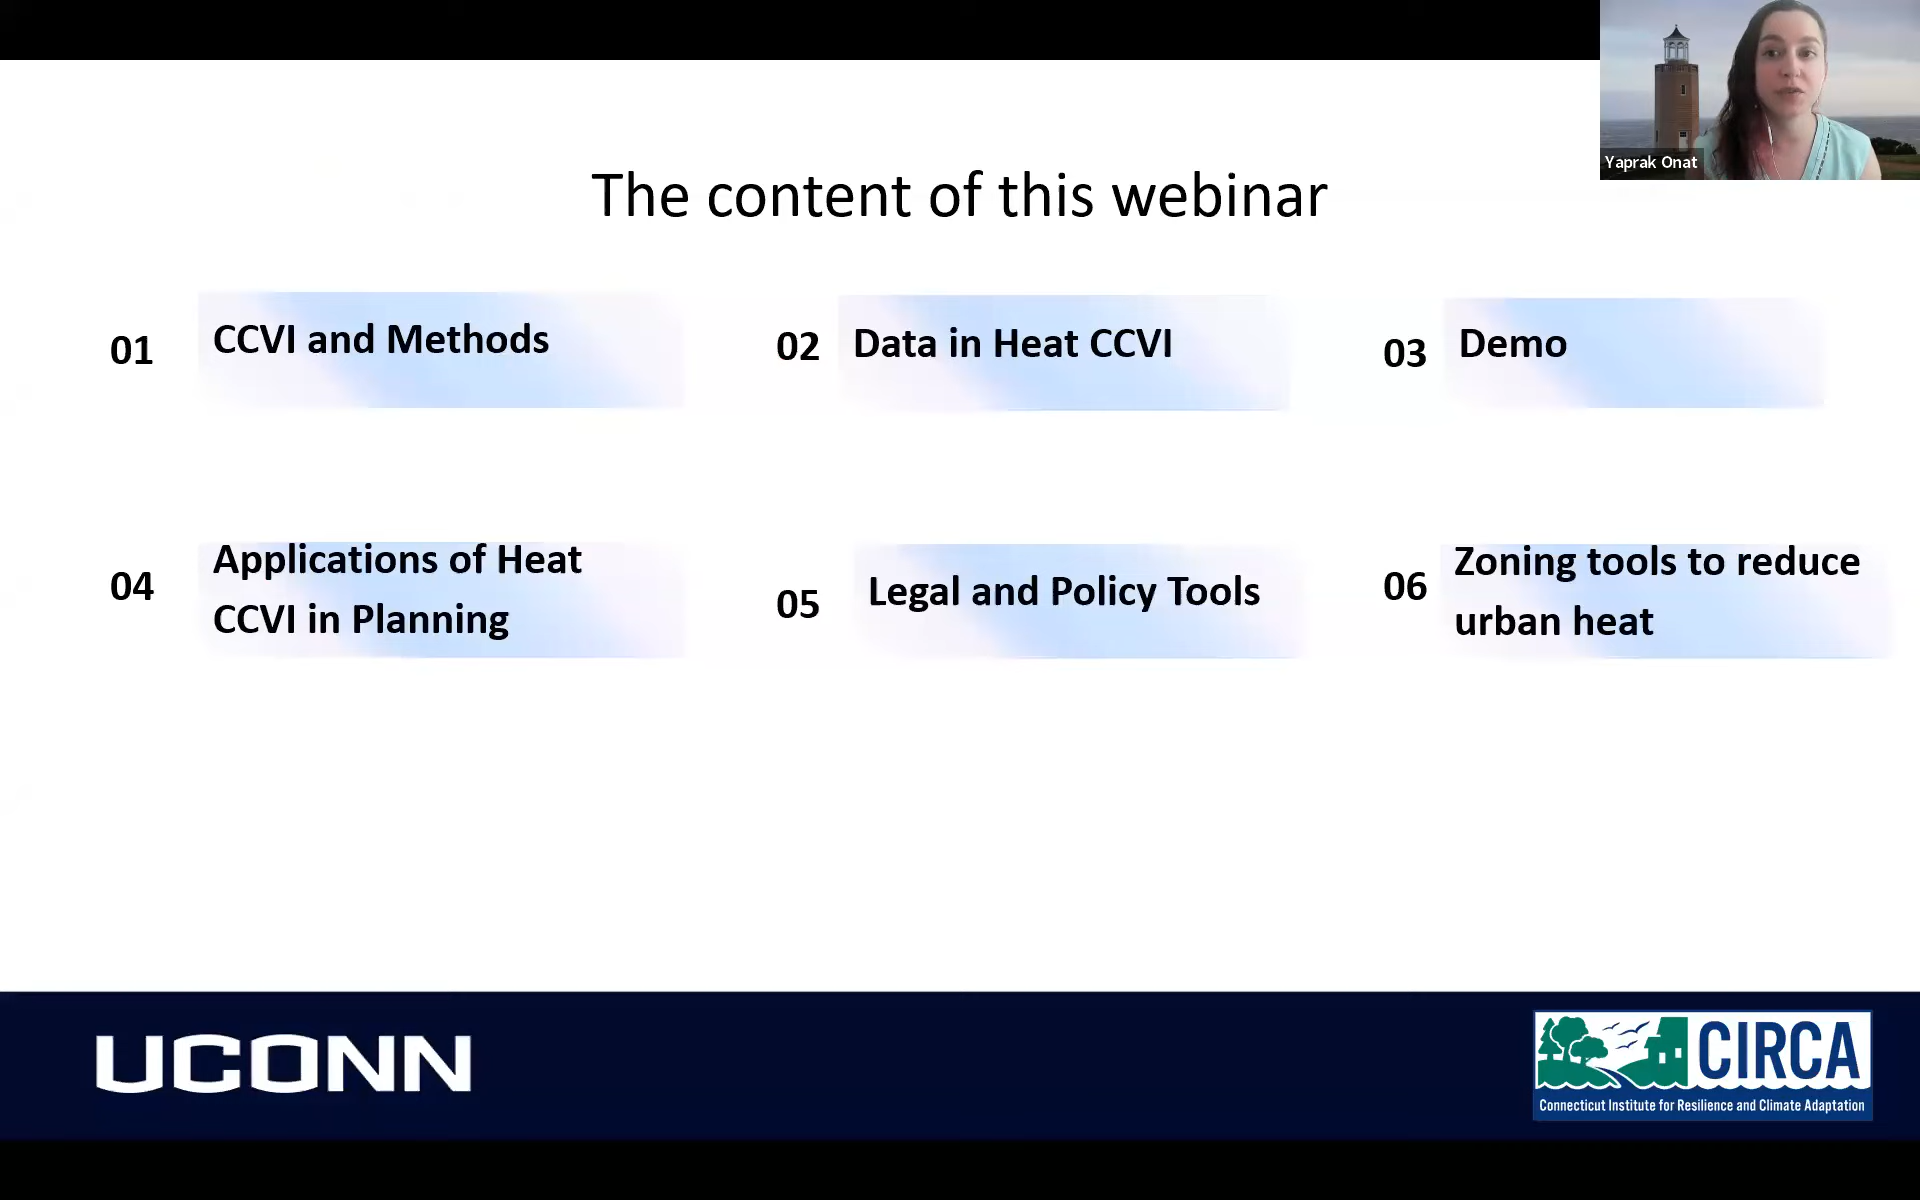 Yaprak Onat
The content of this webinar
01
CCVI and Methods
02
Data in Heat CCVI
03
Demo
04
Applications of Heat
CCVI in Planning
05
Legal and Policy Tools
06
Zoning tools to reduce
urban heat
UCONN
CIRCA
Connecticut Institute for Resilience and Climate Adaptation